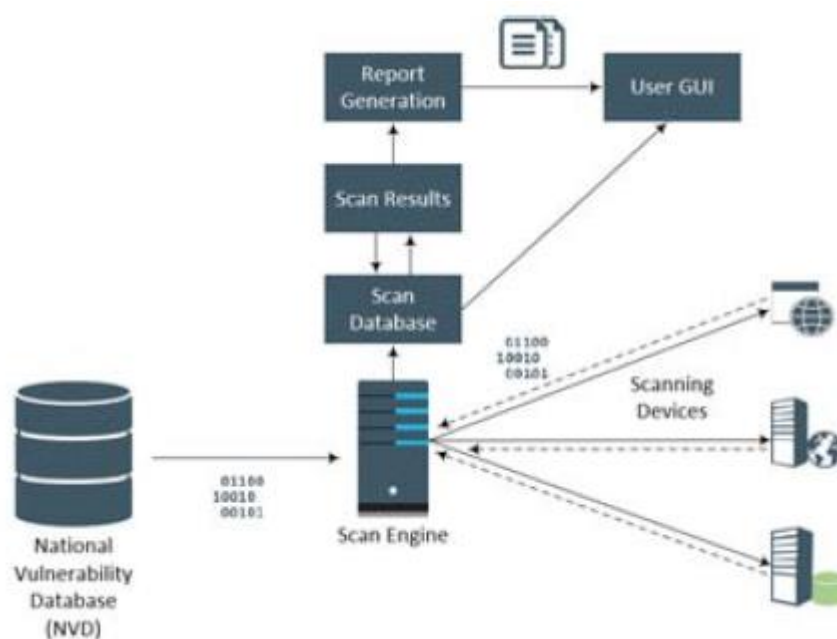 Report
Generation
User GUI
Scan Results
Scan
Database
01100
10010
00101
Scanning
Devices
01100
10010
00101
Scan Engine
National
Vulnerability
Database
(NVD)